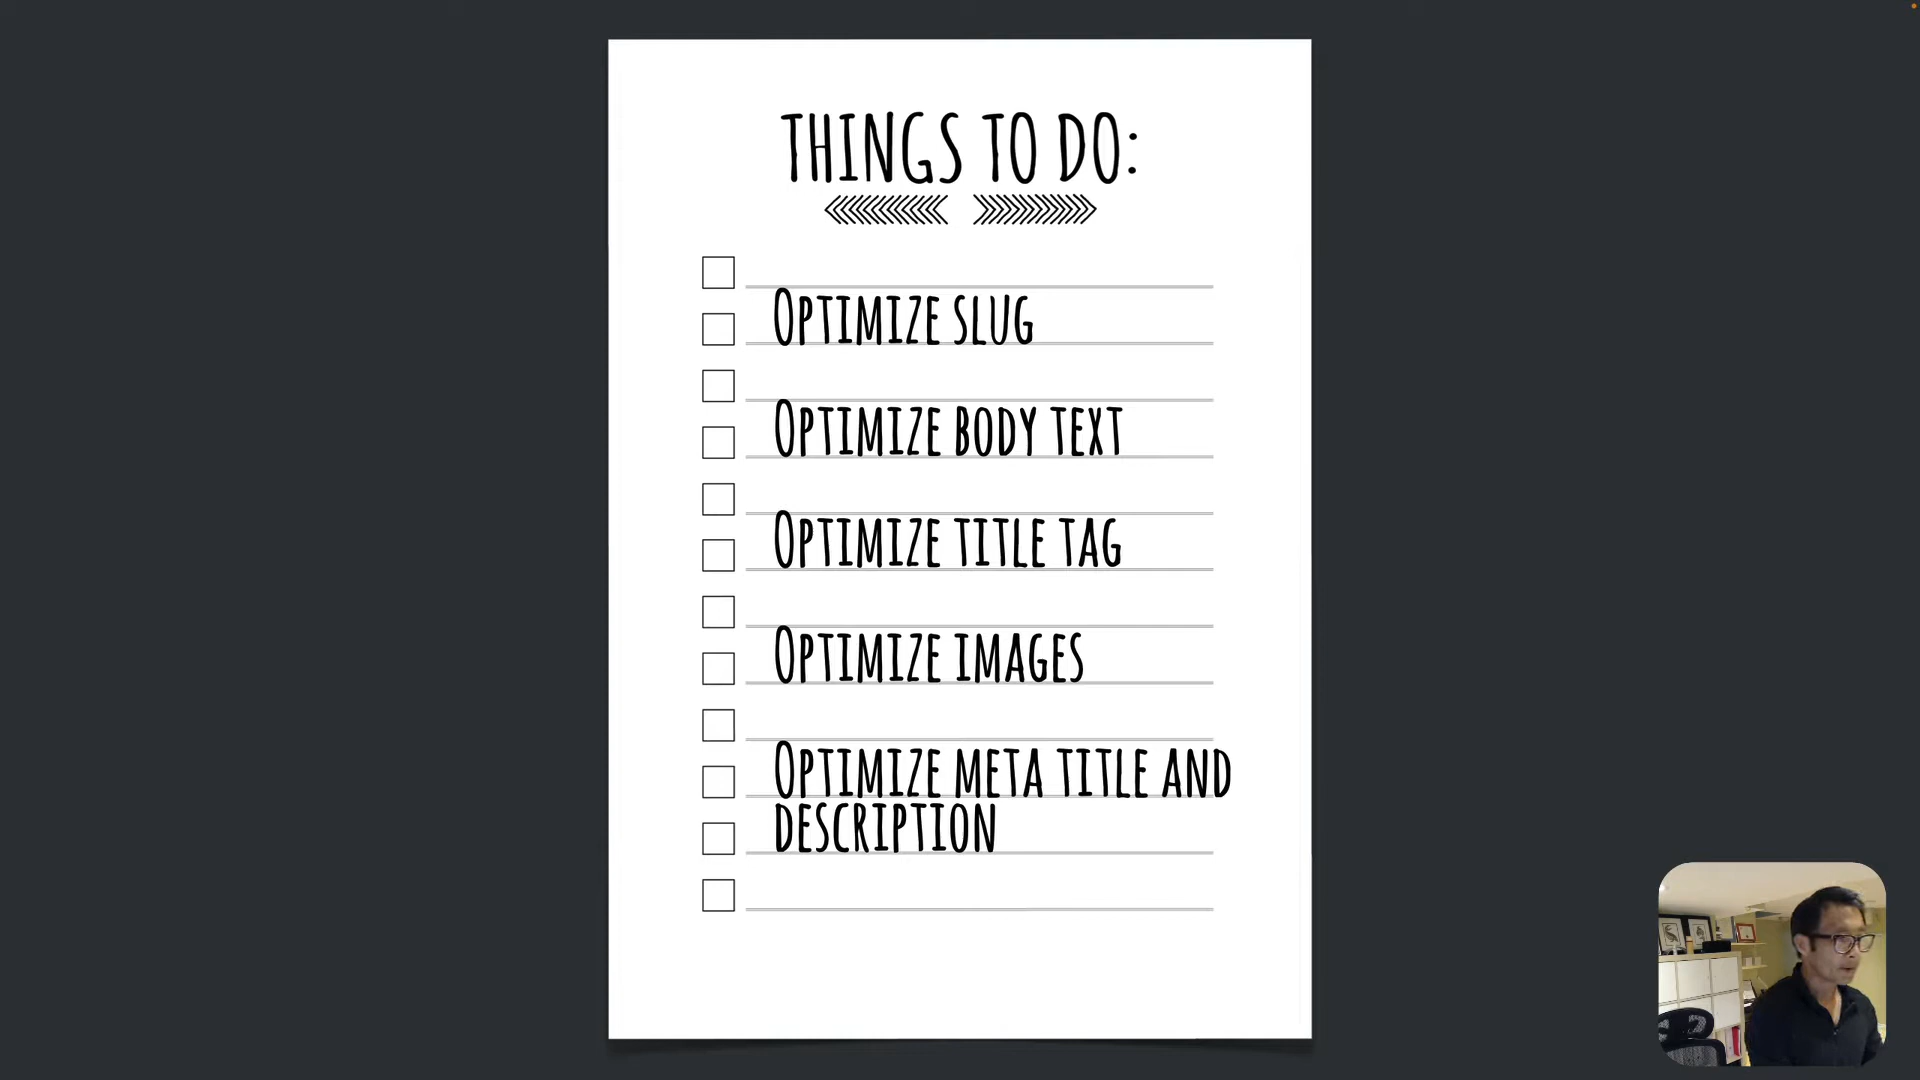 THINGS TO DO:
OPTIMIZE SLUG
OPTIMIZE BODY TEXT
OPTIMIZE TITLE TAG
OPTIMIZE IMAGES
OPTIMIZE META TITLE AND
DESCRIPTION